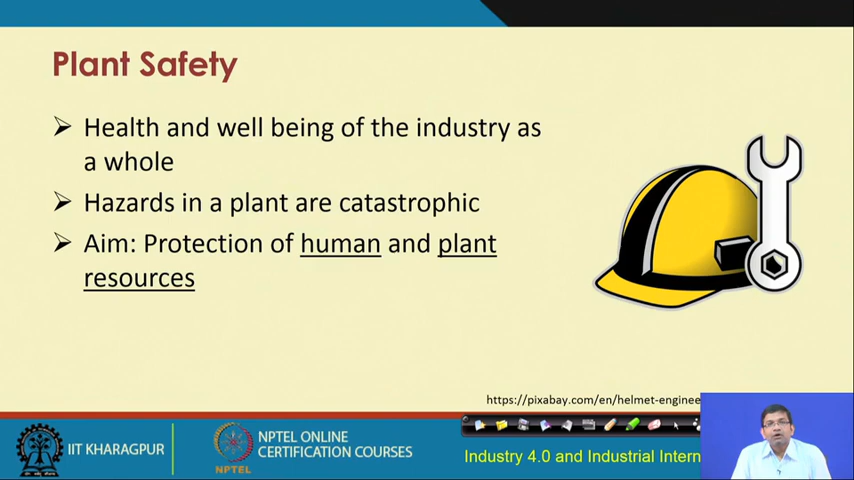 Plant Safety
➢ Health and well being of the industry as
a whole
➢ Hazards in a plant are catastrophic
➢ Aim: Protection of human and plant
resources
https://pixabay.com/en/helmet-enginee
IIT KHARAGPUR
NPTEL
NPTEL ONLINE
CERTIFICATION COURSES
Industry 4.0 and Industrial Intern